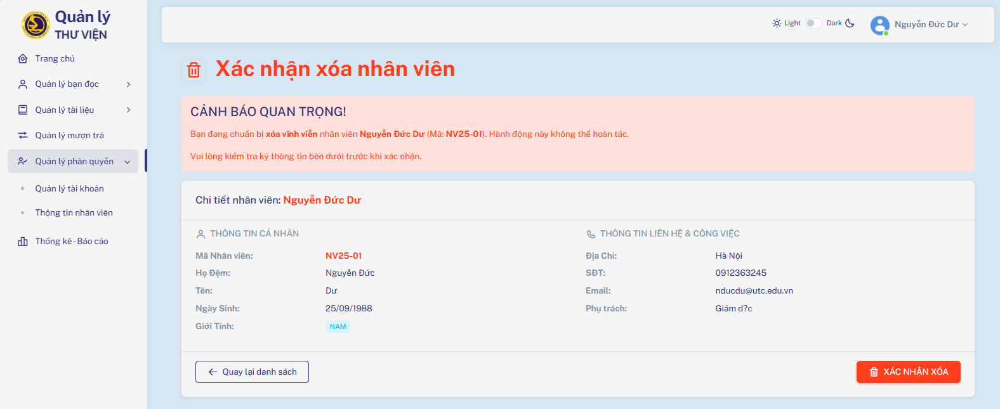 Quản lý
THƯ VIỆN
Trang chủ
Quản lý bạn đọc
Quản lý tài liệu
Quản lý mượn trả
Quản lý phân quyền
Quản lý tài khoản
Thông tin nhân viên
Thống kê - Báo cáo
Light Dark Nguyễn Đức Dư
Xác nhận xóa nhân viên
CẢNH BÁO QUAN TRỌNG!
Bạn đang chuẩn bị xóa vĩnh viễn nhân viên Nguyễn Đức Dư (Mã: NV25-01). Hành động này không thể hoàn tác.
Vui lòng kiểm tra kỹ thông tin bên dưới trước khi xác nhận.
Chi tiết nhân viên: Nguyễn Đức Dư
THÔNG TIN CÁ NHÂN
Mã Nhân viên: NV25-01
Họ Đệm: Nguyễn Đức
Tên: Dư
Ngày Sinh: 25/09/1988
Giới Tính: NAM
THÔNG TIN LIÊN HỆ & CÔNG VIỆC
Địa Chỉ: Hà Nội
SĐT: 0912363245
Email: nducdu@utc.edu.vn
Phụ trách: Giám d?c
Quay lại danh sách
XÁC NHẬN XÓA